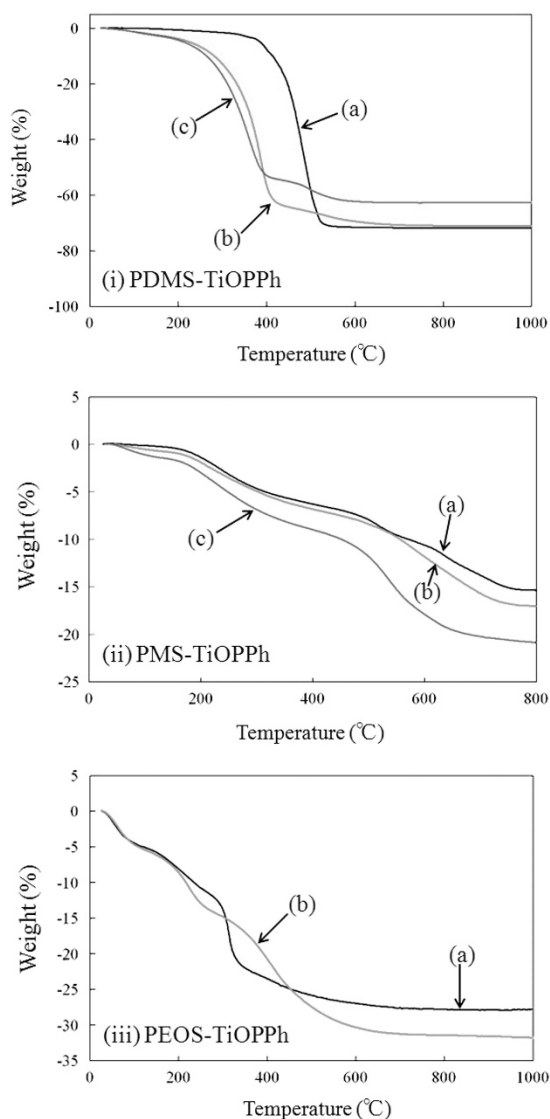 0
-20
-40
-60
-80
-100
Weight (%)
(a)
(c)
(b)
(i) PDMS-TiOPPh
0 200 400 600 800 1000
Temperature (℃)
5
0
-5
-10
-15
-20
-25
Weight (%)
(a)
(c)
(b)
(ii) PMS-TiOPPh
0 200 400 600 800
Temperature (℃)
5
0
-5
-10
-15
-20
-25
-30
-35
Weight (%)
(b)
(a)
(iii) PEOS-TiOPPh
0 200 400 600 800 1000
Temperature (℃)